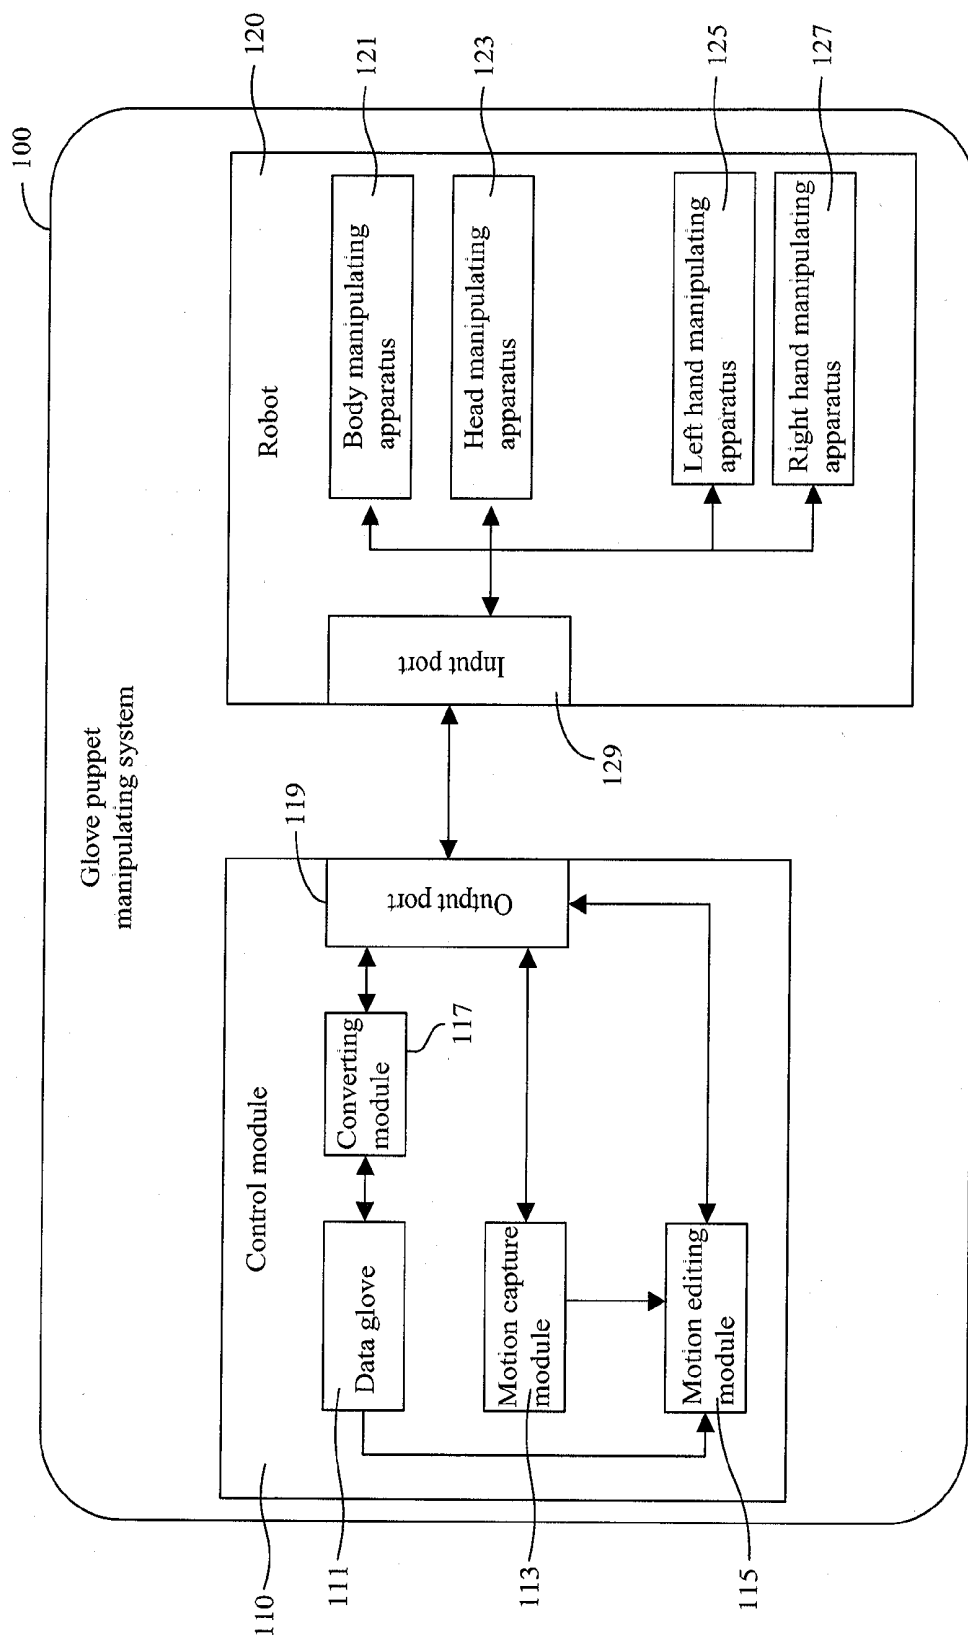 100
Glove puppet
manipulating system
110
Control module
111
Data glove
Converting
module
117
119
Output port
113
Motion capture
module
115
Motion editing
module
120
Robot
129
Input port
121
Body manipulating
apparatus
123
Head manipulating
apparatus
125
Left hand manipulating
apparatus
127
Right hand manipulating
apparatus